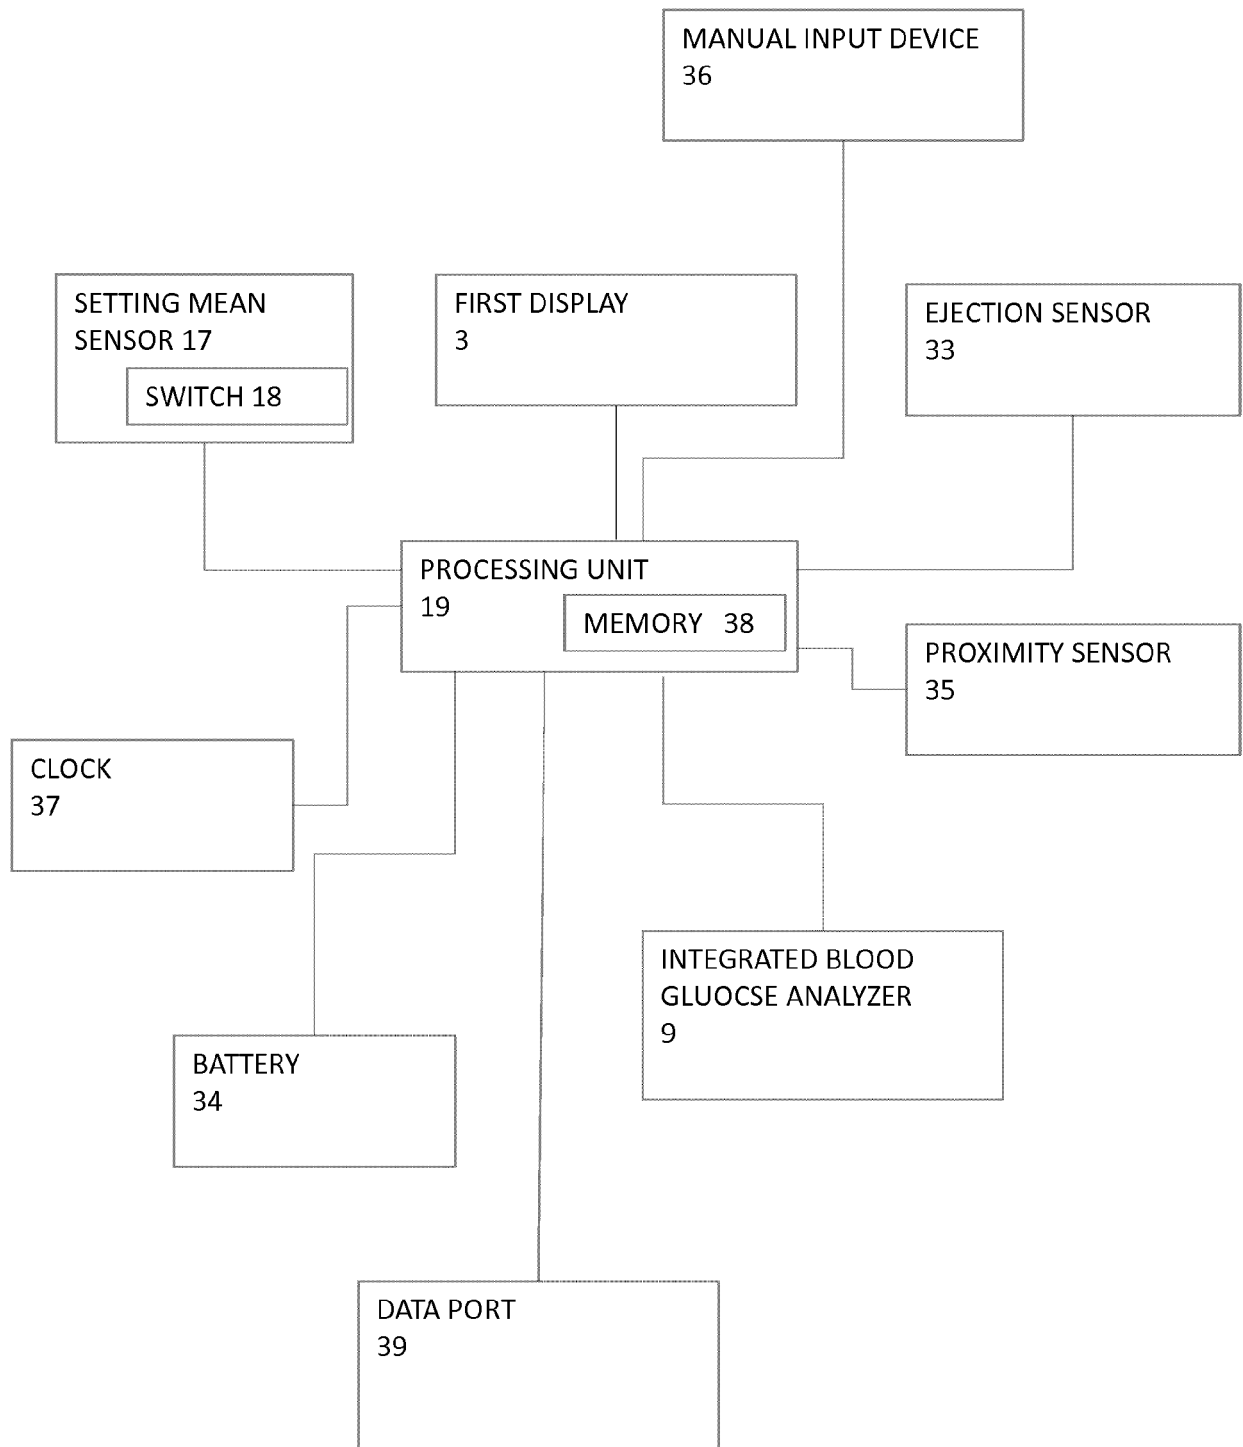 MANUAL INPUT DEVICE
36
SETTING MEAN
SENSOR 17
SWITCH 18
FIRST DISPLAY
3
EJECTION SENSOR
33
PROCESSING UNIT
19
MEMORY 38
PROXIMITY SENSOR
35
CLOCK
37
INTEGRATED BLOOD
GLUOCSE ANALYZER
9
BATTERY
34
DATA PORT
39